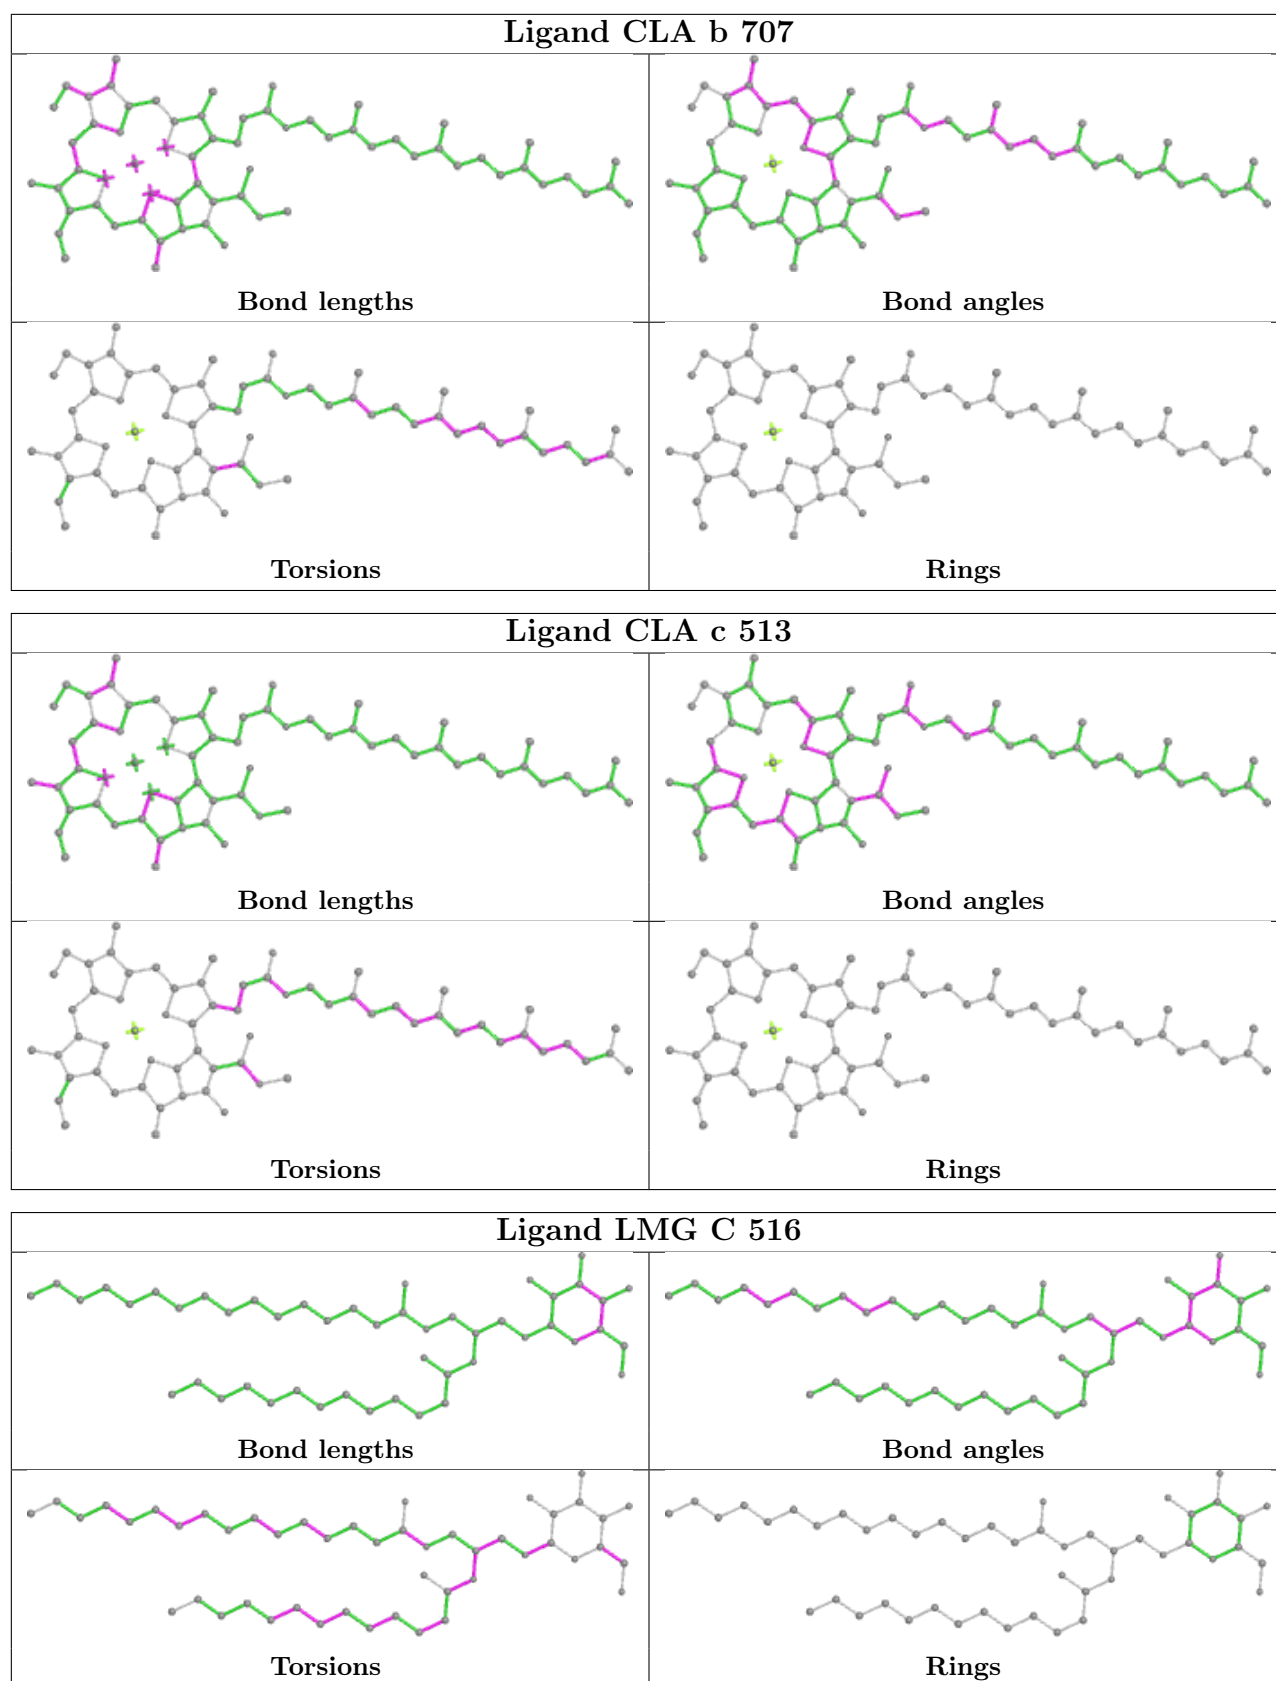 Ligand CLA b 707
Bond lengths
Bond angles
Torsions
Rings
Ligand CLA c 513
Bond lengths
Bond angles
Torsions
Rings
Ligand LMG C 516
Bond lengths
Bond angles
Torsions
Rings